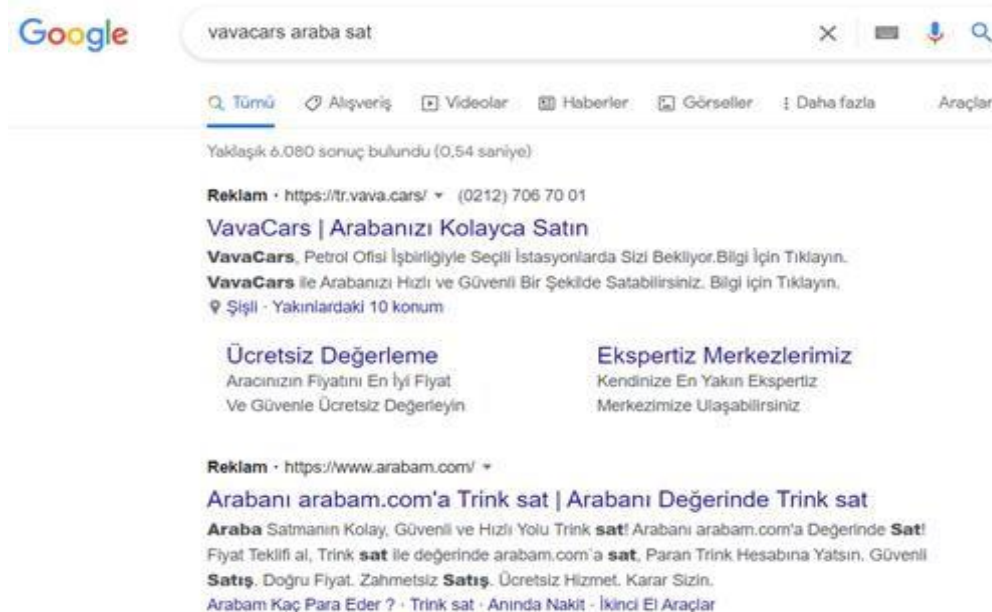 Google
vavacars araba sat
Tümü Alışveriş Videolar Haberler Görseller Daha fazla Araçlar
Yaklaşık 6.080 sonuç bulundu (0,54 saniye)
Reklam · https://tr.vava.cars/ (0212) 706 70 01
VavaCars | Arabanızı Kolayca Satın
VavaCars, Petrol Ofisi İşbirliğiyle Seçili İstasyonlarda Sizi Bekliyor.Bilgi İçin Tıklayın.
VavaCars ile Arabanızı Hızlı ve Güvenli Bir Şekilde Satabilirsiniz. Bilgi için Tıklayın.
Şişli · Yakınlardaki 10 konum
Ücretsiz Değerleme
Aracınızın Fiyatını En İyi Fiyat
Ve Güvenle Ücretsiz Değerleyin
Ekspertiz Merkezlerimiz
Kendinize En Yakın Ekspertiz
Merkezimize Ulaşabilirsiniz
Reklam · https://www.arabam.com/
Arabanı arabam.com'a Trink sat | Arabanı Değerinde Trink sat
Araba Satmanın Kolay, Güvenli ve Hızlı Yolu Trink sat! Arabanı arabam.com'a Değerinde Sat!
Fiyat Teklifi al, Trink sat ile değerinde arabam.com'a sat, Paran Trink Hesabına Yatsın. Güvenli
Satış. Doğru Fiyat. Zahmetsiz Satış. Ücretsiz Hizmet. Karar Sizin.
Arabam Kaç Para Eder ? · Trink sat · Anında Nakit · İkinci El Araçlar